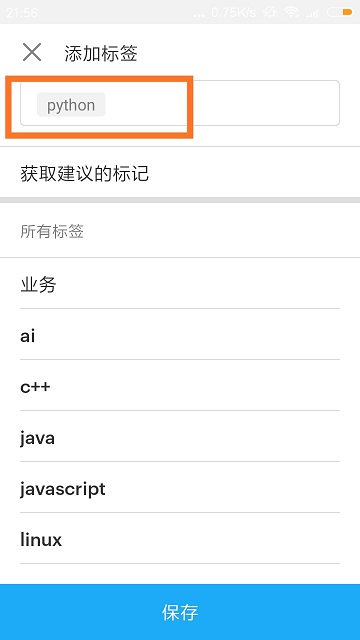 21:56 ... 0.75K/s
添加标签
python
获取建议的标记
所有标签
业务
ai
c++
java
javascript
linux
保存